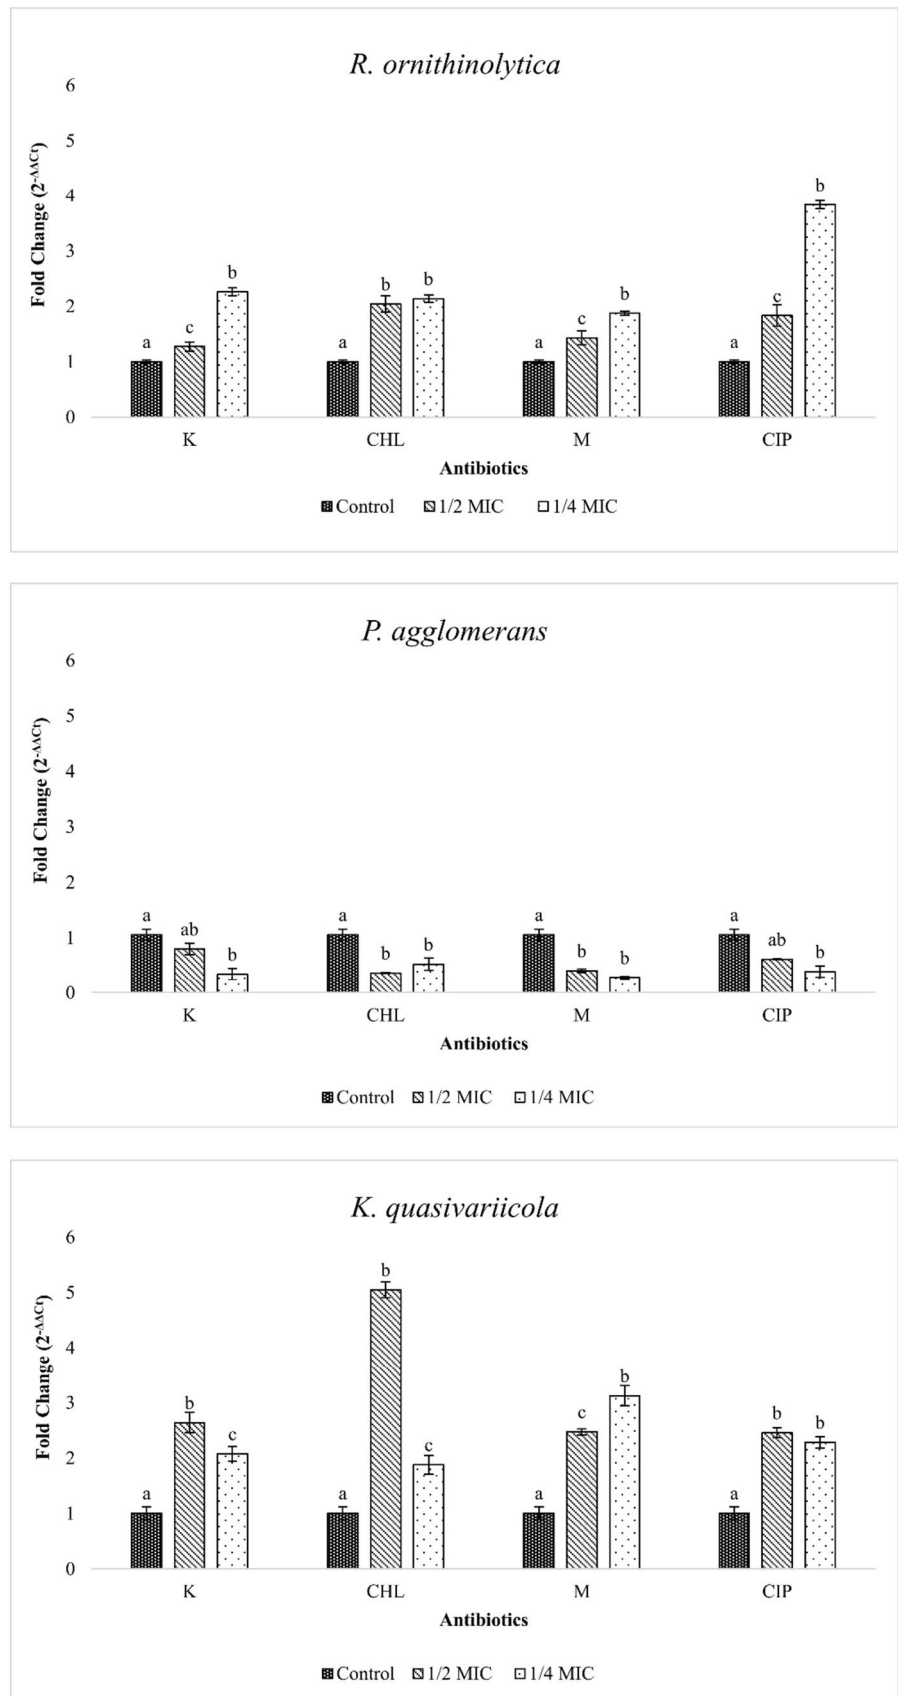 R. ornithinolytica
6
5
4
3
2
1
0
Fold Change (2-ΔΔCt)
a c b
a b b
a c b
a c b
K CHL M CIP
Antibiotics
Control 1/2 MIC 1/4 MIC
P. agglomerans
6
5
4
3
2
1
0
Fold Change (2-ΔΔCt)
a ab b
a b b
a b b
a ab b
K CHL M CIP
Antibiotics
Control 1/2 MIC 1/4 MIC
K. quasivariicola
6
5
4
3
2
1
0
Fold Change (2-ΔΔCt)
a b c
a b c
a c b
a b b
K CHL M CIP
Antibiotics
Control 1/2 MIC 1/4 MIC